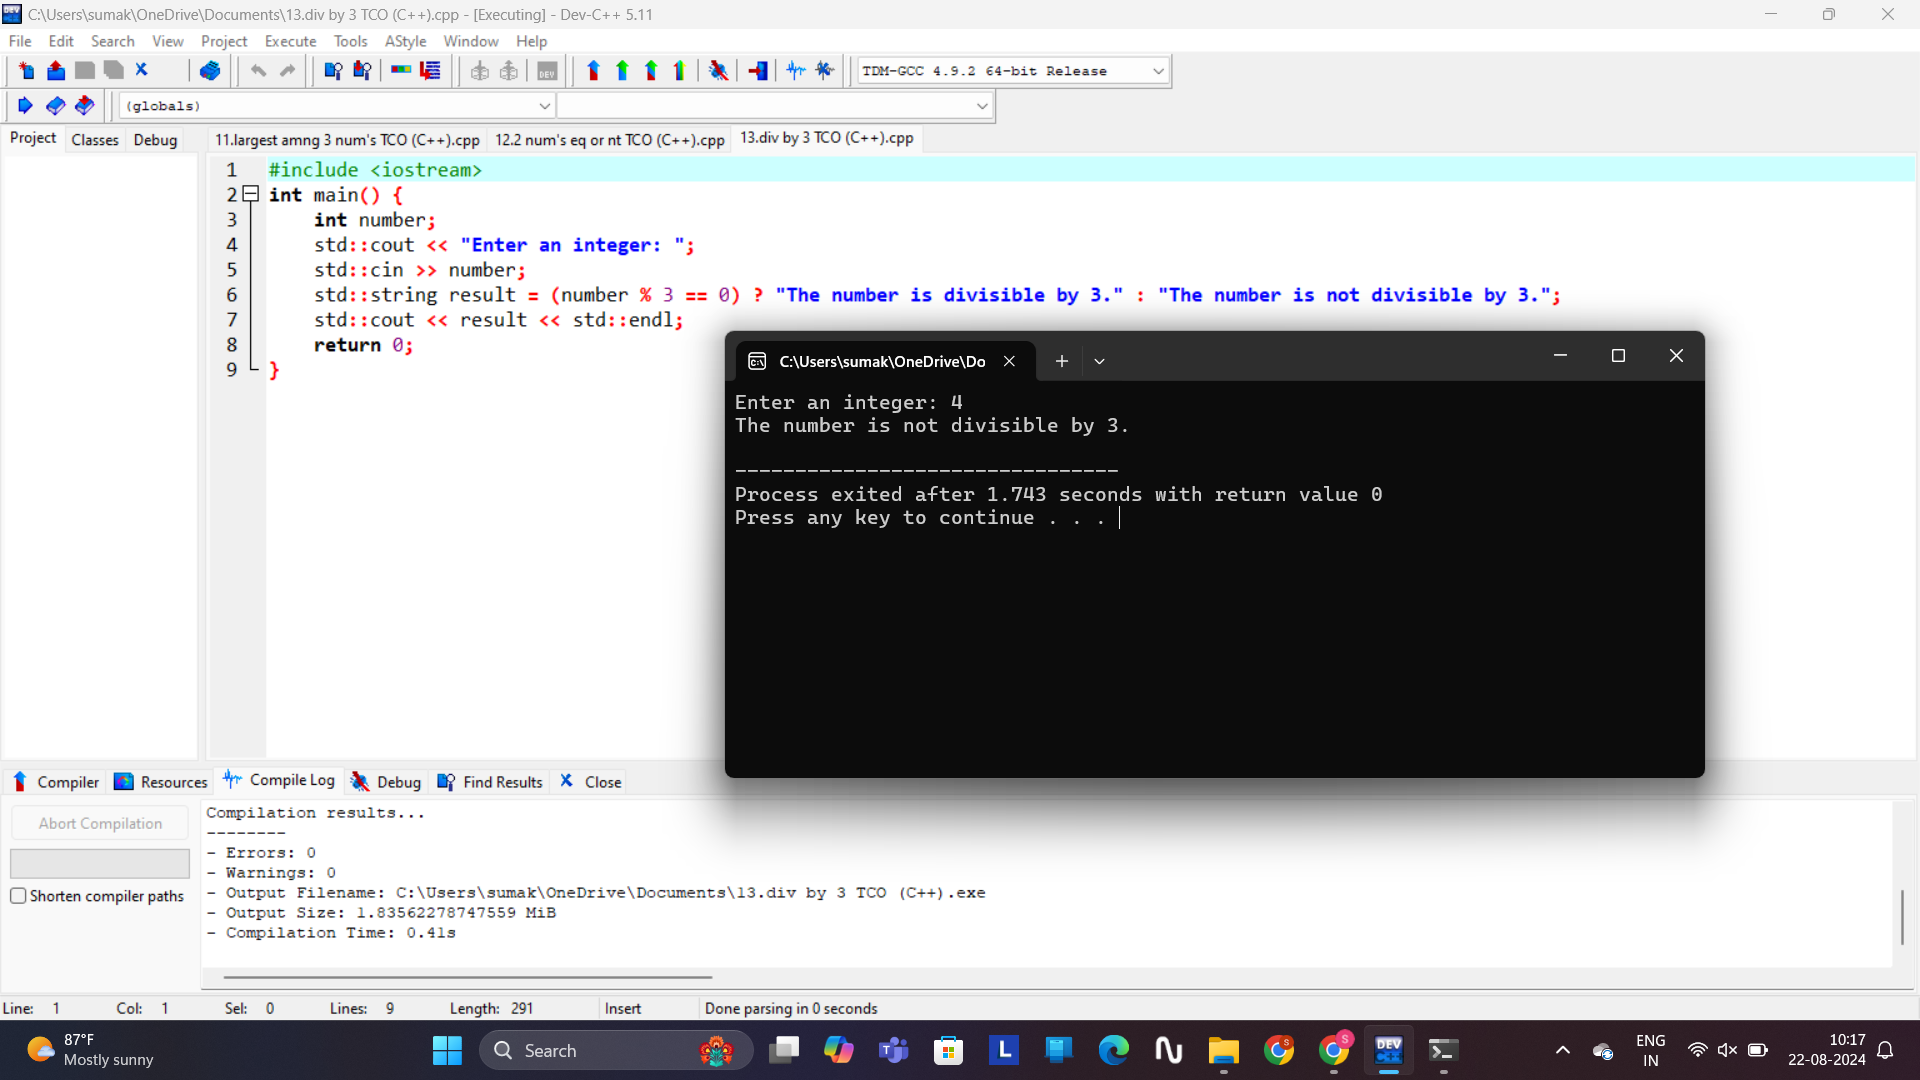 C:\Users\sumak\OneDrive\Documents\13.div by 3 TCO (C++).cpp - [Executing] - Dev-C++ 5.11
File Edit Search View Project Execute Tools AStyle Window Help
TDM-GCC 4.9.2 64-bit Release
(globals)
Project Classes Debug
11.largest amng 3 num's TCO (C++).cpp 12.2 num's eq or nt TCO (C++).cpp 13.div by 3 TCO (C++).cpp
1 #include <iostream>
2 int main() {
3 int number;
4 std::cout << "Enter an integer: ";
5 std::cin >> number;
6 std::string result = (number % 3 == 0) ? "The number is divisible by 3." : "The number is not divisible by 3.";
7 std::cout << result << std::endl;
8 return 0;
9 }
C:\Users\sumak\OneDrive\Do
Enter an integer: 4
The number is not divisible by 3.
--------------------------------
Process exited after 1.743 seconds with return value 0
Press any key to continue . . .
Compiler Resources Compile Log Debug Find Results Close
Abort Compilation
Shorten compiler paths
Compilation results...
--------
- Errors: 0
- Warnings: 0
- Output Filename: C:\Users\sumak\OneDrive\Documents\13.div by 3 TCO (C++).exe
- Output Size: 1.83562278747559 MiB
- Compilation Time: 0.41s
Line: 1 Col: 1 Sel: 0 Lines: 9 Length: 291 Insert Done parsing in 0 seconds
87°F
Mostly sunny
Search
L
DEV
C++
S
S
ENG
IN
10:17
22-08-2024